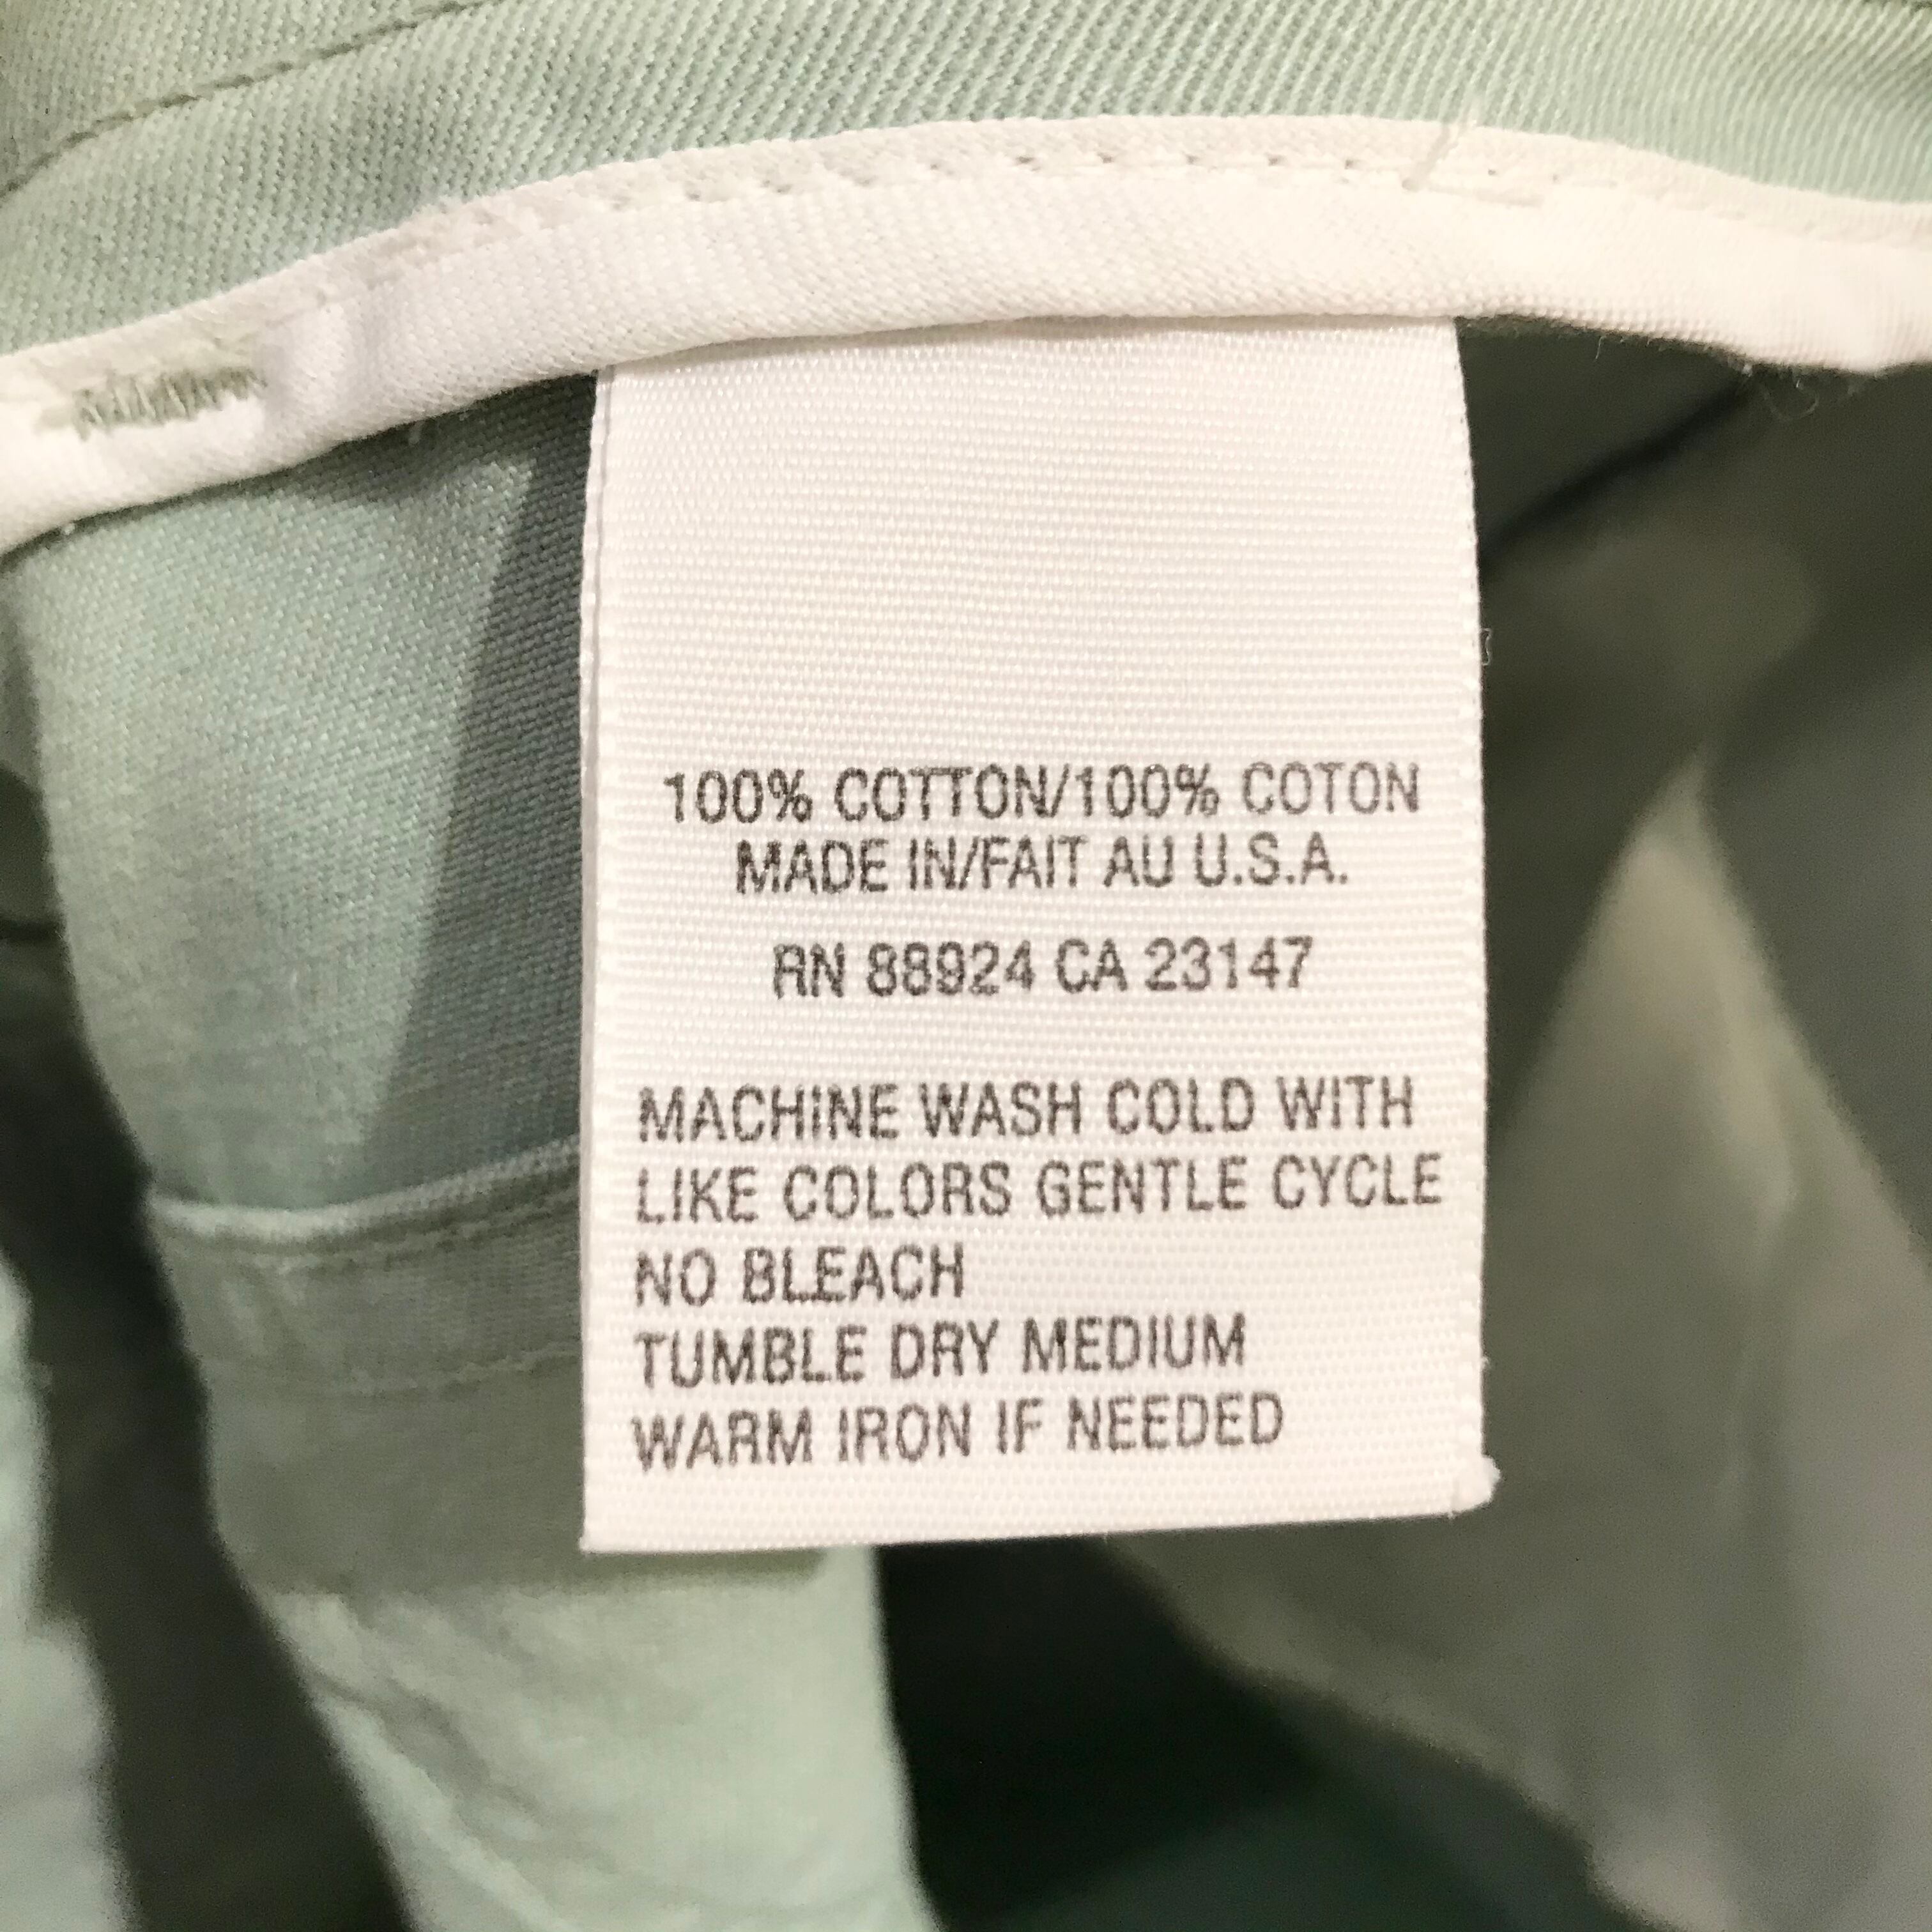 100% COTTON/100% COTON
MADE IN/FAIT AU U.S.A.
RN 88924 CA 23147
MACHINE WASH COLD WITH
LIKE COLORS GENTLE CYCLE
NO BLEACH
TUMBLE DRY MEDIUM
WARM IRON IF NEEDED